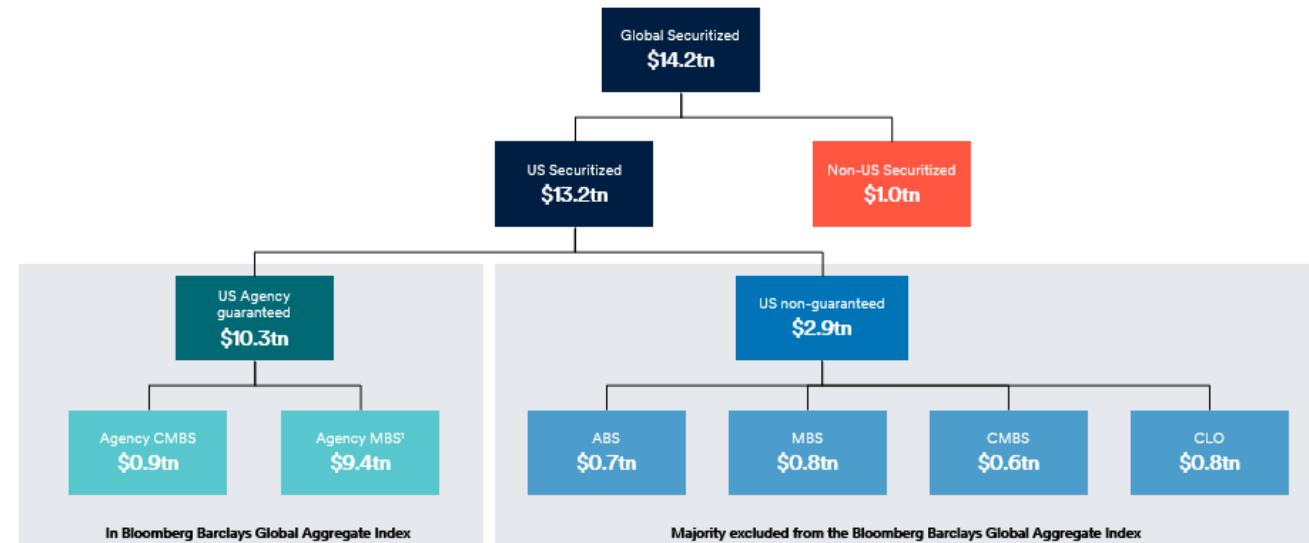 Global Securitized
$14.2tn
US Securitized
$13.2tn
Non-US Securitized
$1.0tn
US Agency
guaranteed
$10.3tn
US non-guaranteed
$2.9tn
Agency CMBS
$0.9tn
Agency MBS¹
$9.4tn
ABS
$0.7tn
MBS
$0.8tn
CMBS
$0.6tn
CLO
$0.8tn
In Bloomberg Barclays Global Aggregate Index
Majority excluded from the Bloomberg Barclays Global Aggregate Index